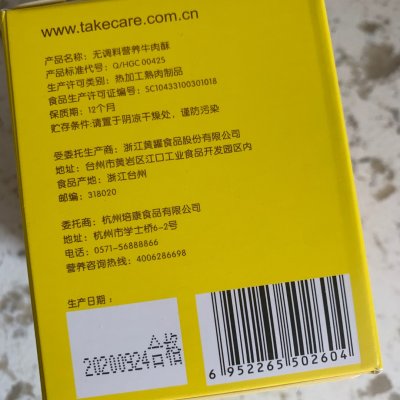 www.takecare.com.cn
产品名称：无调料营养牛肉酥
产品标准代号：Q/HGC 00425
生产许可类别：热加工熟肉制品
食品生产许可证编号：SC10433100301018
保质期：12个月
贮存条件：请置于阴凉干燥处，谨防污染
受委托生产商：浙江黄罐食品股份有限公司
地址：台州市黄岩区江口工业食品开发园区内
食品产地：浙江台州
邮编：318020
委托商：杭州培康食品有限公司
地址：杭州市学士桥6-2号
电话：0571-56888866
营养咨询热线：4006286698
生产日期：
20200924合格
6 952265 502604